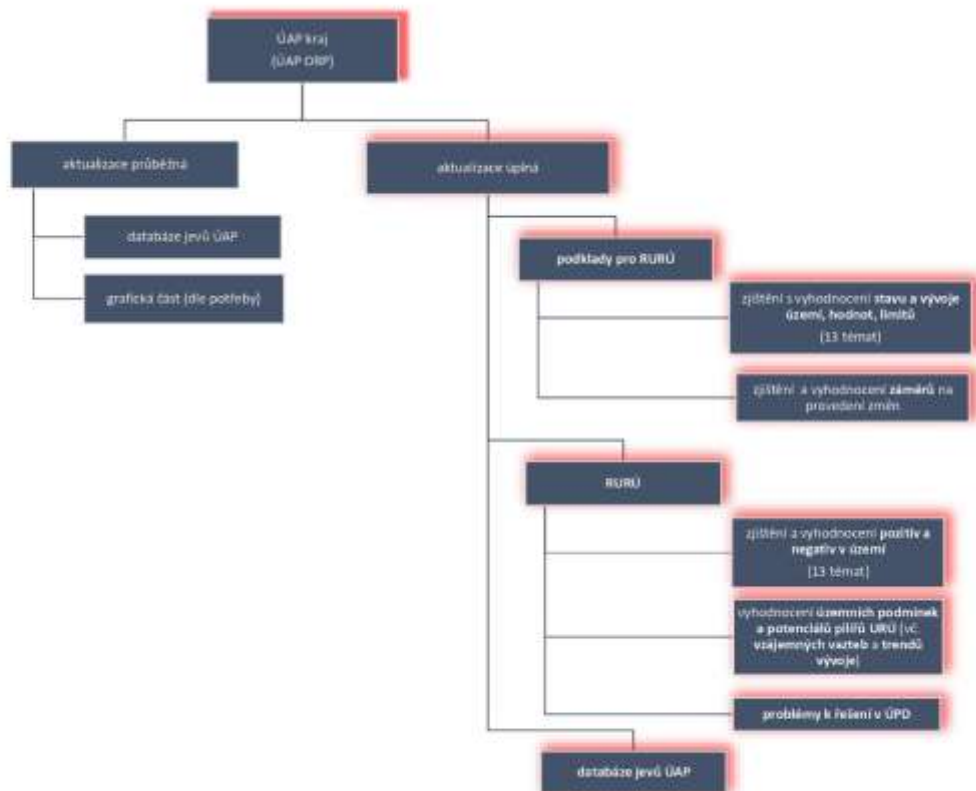 ÚAP kraj
(ÚAP ORP)
aktualizace průběžná
aktualizace úplná
databáze jevů ÚAP
grafická část (dle potřeby)
podklady pro RURÚ
zjištění s vyhodnocení stavu a vývoje
území, hodnot, limitů
(13 témat)
zjištění a vyhodnocení záměrů na
provedení změn
RURÚ
zjištění a vyhodnocení pozitiv a
negativ v území
(13 témat)
vyhodnocení územních podmínek
a potenciálů pilířů URÚ (vč.
vzájemných vazteb a trendů
vývoje)
problémy k řešení v ÚPD
databáze jevů ÚAP